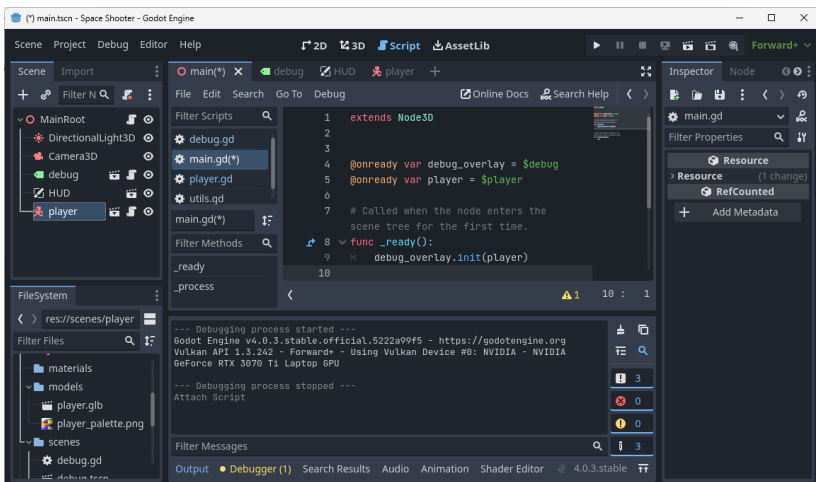 (*) main.tscn - Space Shooter - Godot Engine
Scene Project Debug Editor Help
2D 3D Script AssetLib
Forward+
Scene Import
Filter N
MainRoot
DirectionalLight3D
Camera3D
debug
HUD
player
FileSystem
res://scenes/player
Filter Files
materials
models
player.glb
player_palette.png
scenes
debug.gd
debug.tscn
main(*) debug HUD player
File Edit Search Go To Debug Online Docs Search Help
Filter Scripts
debug.gd
main.gd(*)
player.gd
utils.gd
main.gd(*)
Filter Methods
_ready
_process
1 extends Node3D
2
3
4 @onready var debug_overlay = $debug
5 @onready var player = $player
6
7 # Called when the node enters the
scene tree for the first time.
8 func _ready():
9 debug_overlay.init(player)
10
1 10 : 1
--- Debugging process started ---
Godot Engine v4.0.3.stable.official.5222a99f5 - https://godotengine.org
Vulkan API 1.3.242 - Forward+ - Using Vulkan Device #0: NVIDIA - NVIDIA
GeForce RTX 3070 Ti Laptop GPU
--- Debugging process stopped ---
Attach Script
3
0
0
3
Filter Messages
Output Debugger (1) Search Results Audio Animation Shader Editor 4.0.3.stable
Inspector Node
main.gd
Filter Properties
Resource
Resource (1 change)
RefCounted
Add Metadata